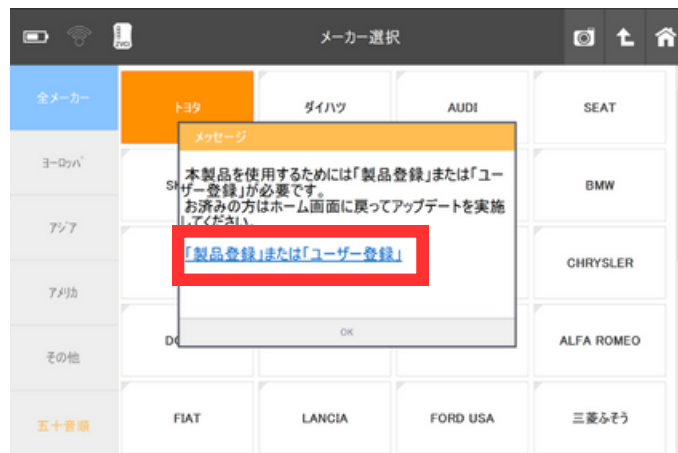 ZVCI
メーカー選択
全メーカー
トヨタ
ダイハツ
AUDI
SEAT
メッセージ
ヨーロッパ
本製品を使用するためには「製品登録」または「ユー
ザー登録」が必要です。
お済みの方はホーム画面に戻ってアップデートを実施
してください。
BMW
アジア
「製品登録」または「ユーザー登録」
CHRYSLER
アメリカ
OK
DO
ALFA ROMEO
その他
五十音順
FIAT
LANCIA
FORD USA
三菱ふそう